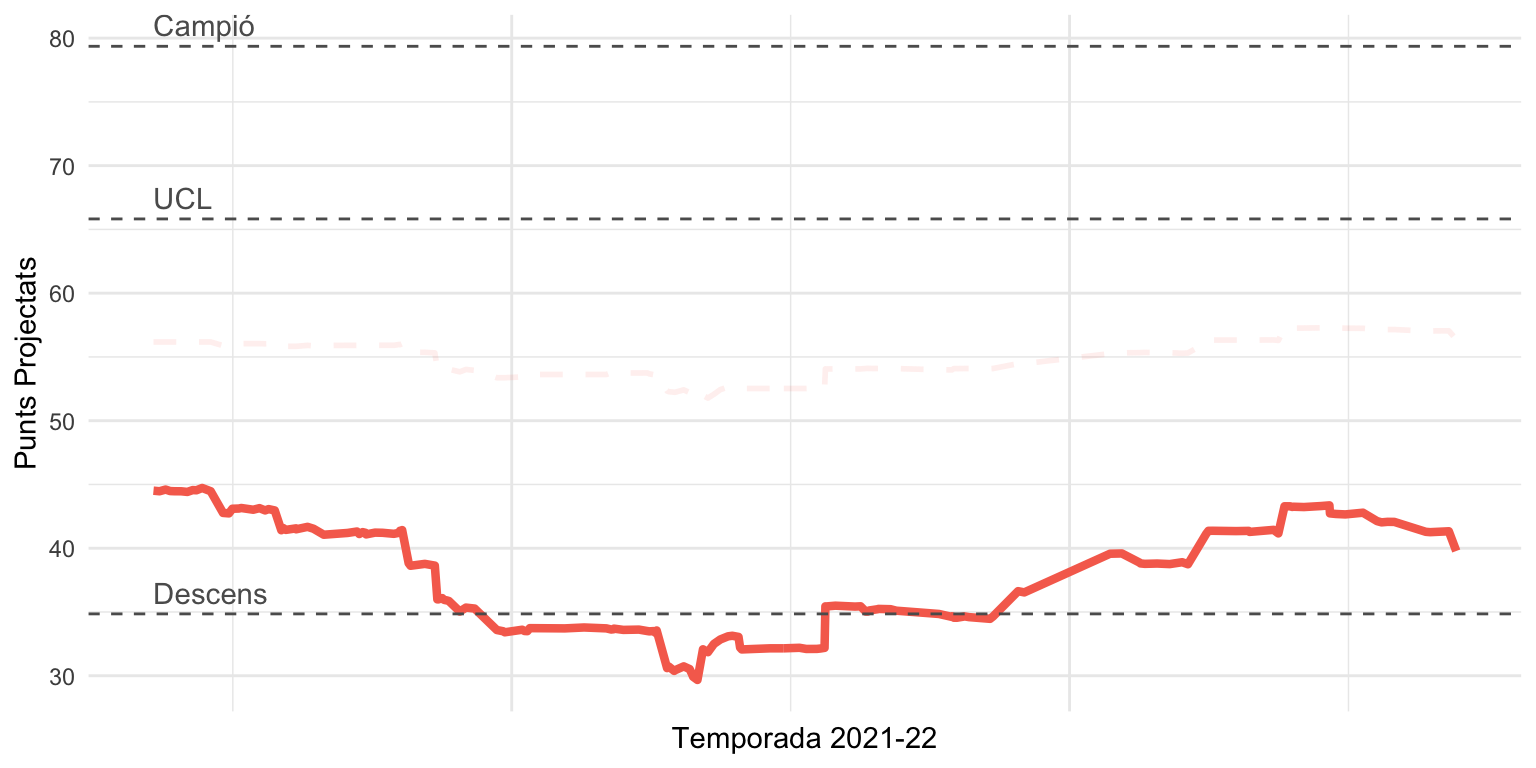 Campió
80
70
UCL
60
Punts Projectats
50
40
Descens
30
Temporada 2021-22